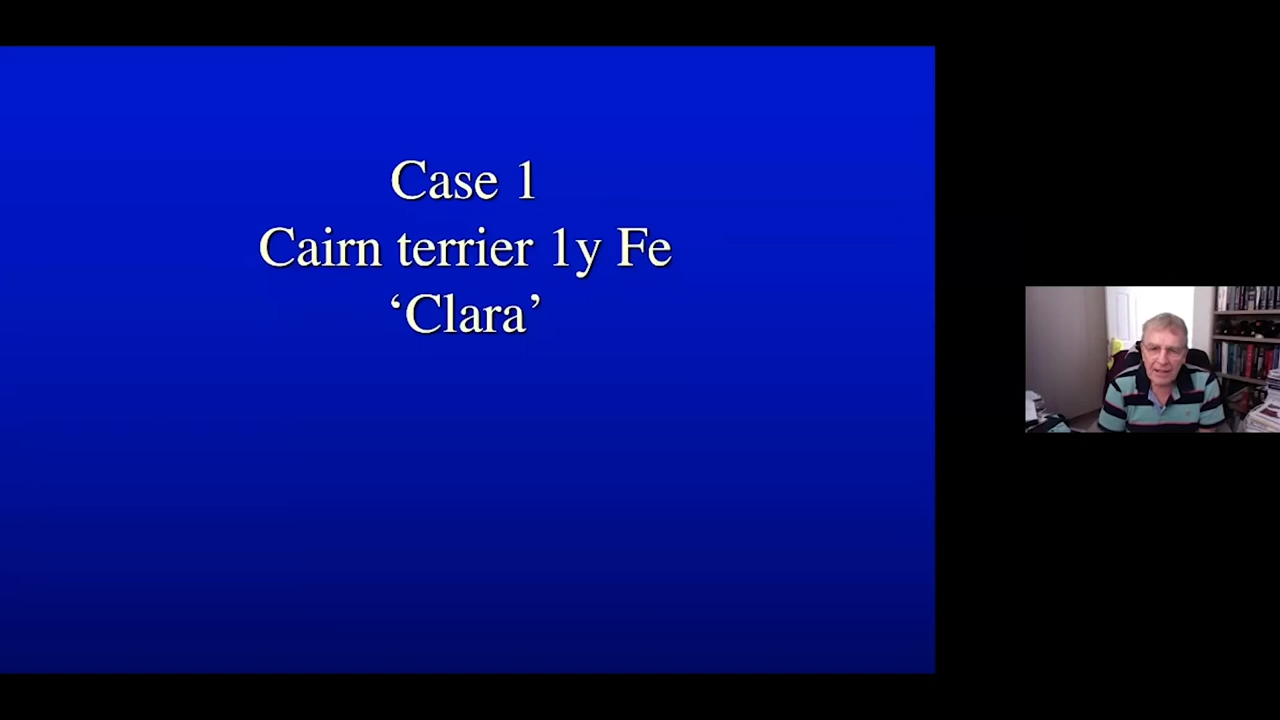 Case 1
Cairn terrier 1y Fe
‘Clara’